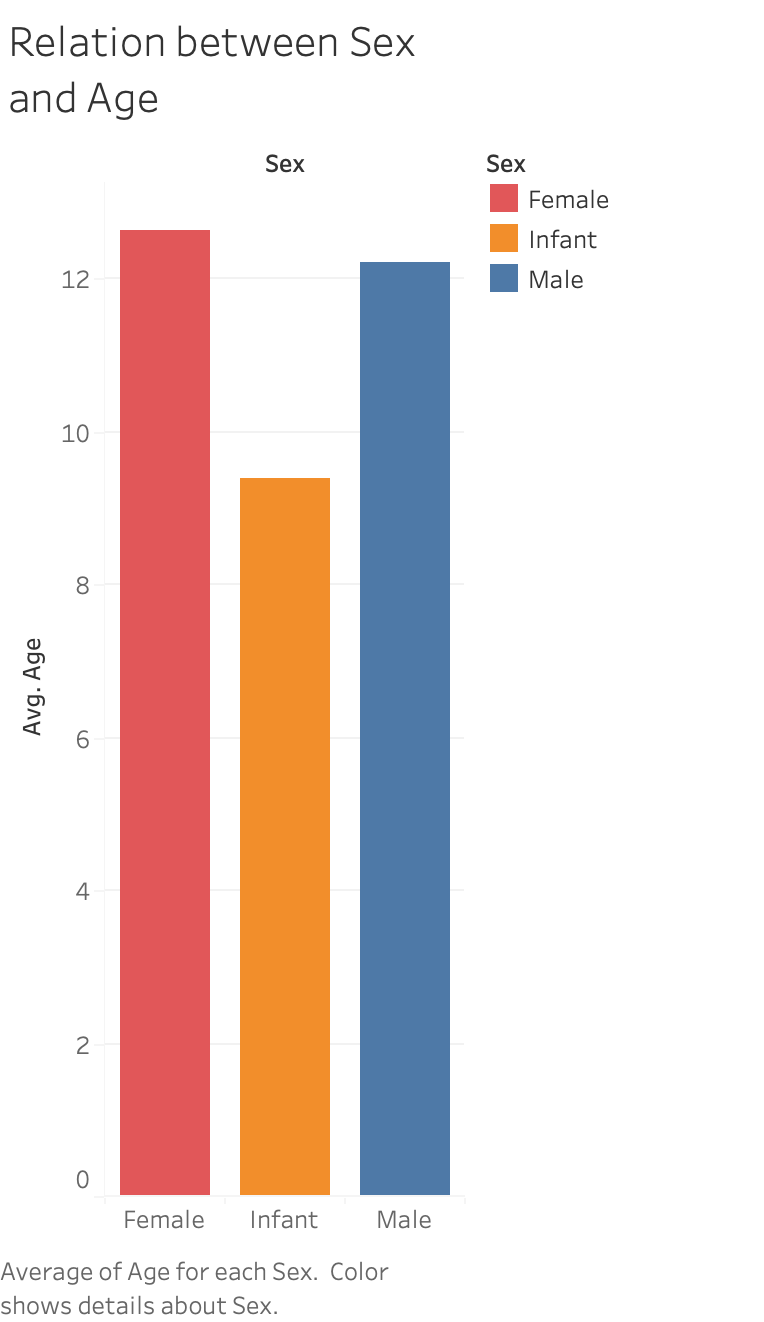 Relation between Sex
and Age
Sex
Sex
Female
Infant
Male
12
10
8
6
4
2
0
Avg. Age
Female
Infant
Male
Average of Age for each Sex.  Color
shows details about Sex.